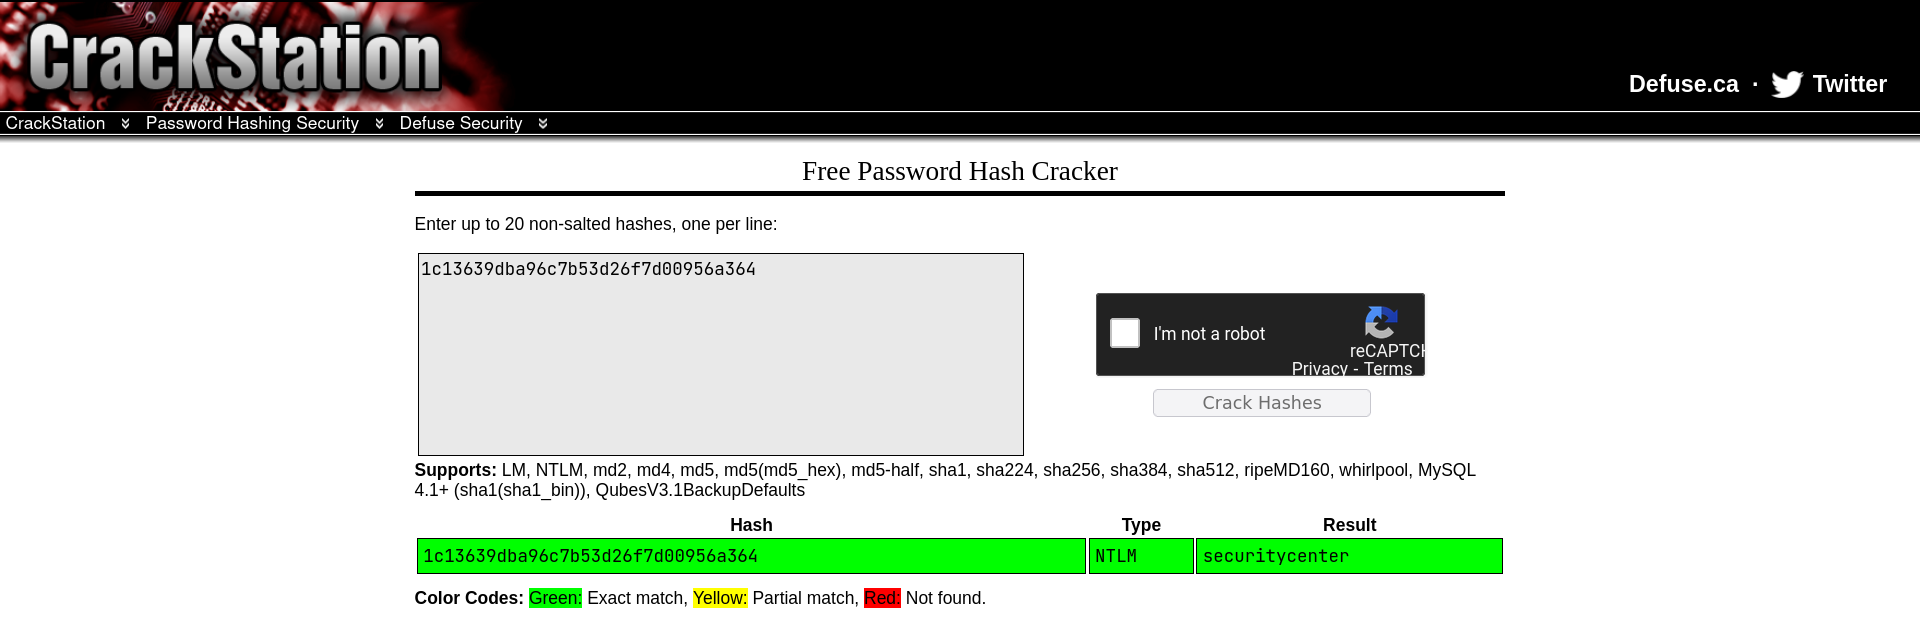 CrackStation
Defuse.ca · Twitter
CrackStation Password Hashing Security Defuse Security
Free Password Hash Cracker
Enter up to 20 non-salted hashes, one per line:
1c13639dba96c7b53d26f7d00956a364
I'm not a robot
reCAPTCH
Privacy - Terms
Crack Hashes
Supports: LM, NTLM, md2, md4, md5, md5(md5_hex), md5-half, sha1, sha224, sha256, sha384, sha512, ripeMD160, whirlpool, MySQL
4.1+ (sha1(sha1_bin)), QubesV3.1BackupDefaults
Hash Type Result
1c13639dba96c7b53d26f7d00956a364 NTLM securitycenter
Color Codes: Green: Exact match, Yellow: Partial match, Red: Not found.